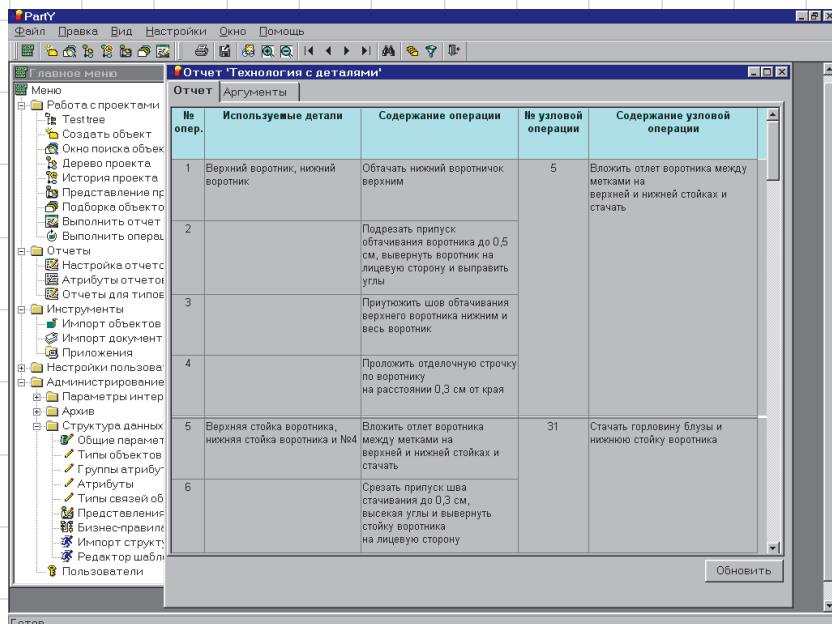 PartY
Файл Правка Вид Настройки Окно Помощь
Главное меню
Меню
Работа с проектами
Test tree
Создать объект
Окно поиска объек
Дерево проекта
История проекта
Представление пр
Подборка объекто
Выполнить отчет
Выполнить операц
Отчеты
Настройка отчетс
Атрибуты отчетов
Отчеты для типов
Инструменты
Импорт объектов
Импорт документ
Приложения
Настройки пользова
Администрирование
Параметры интер
Архив
Структура данных
Общие парамет
Типы объектов
Группы атрибу
Атрибуты
Типы связей об
Представления
Бизнес-правила
Импорт структу
Редактор шабл
Пользователи
Отчет 'Технология с деталями'
Отчет Аргументы
№ опер. Используемые детали Содержание операции № узловой операции Содержание узловой операции
1 Верхний воротник, нижний воротник
Обтачать нижний воротничок верхним
5 Вложить отлет воротника между
метками на
верхней и нижней стойках и
стачать
2 Подрезать припуск
обтачивания воротника до 0,5
см, вывернуть воротник на
лицевую сторону и выправить
углы
3 Приутюжить шов обтачивания
верхнего воротника нижним и
весь воротник
4 Проложить отделочную строчку
по воротнику
на расстоянии 0,3 см от края
5 Верхняя стойка воротника,
нижняя стойка воротника и №4
Вложить отлет воротника
между метками на
верхней и нижней стойках и
стачать
31 Стачать горловину блузы и
нижнюю стойку воротника
6 Срезать припуск шва
стачивания до 0,3 см,
высекая углы и вывернуть
стойку воротника
на лицевую сторону
Обновить
Готов